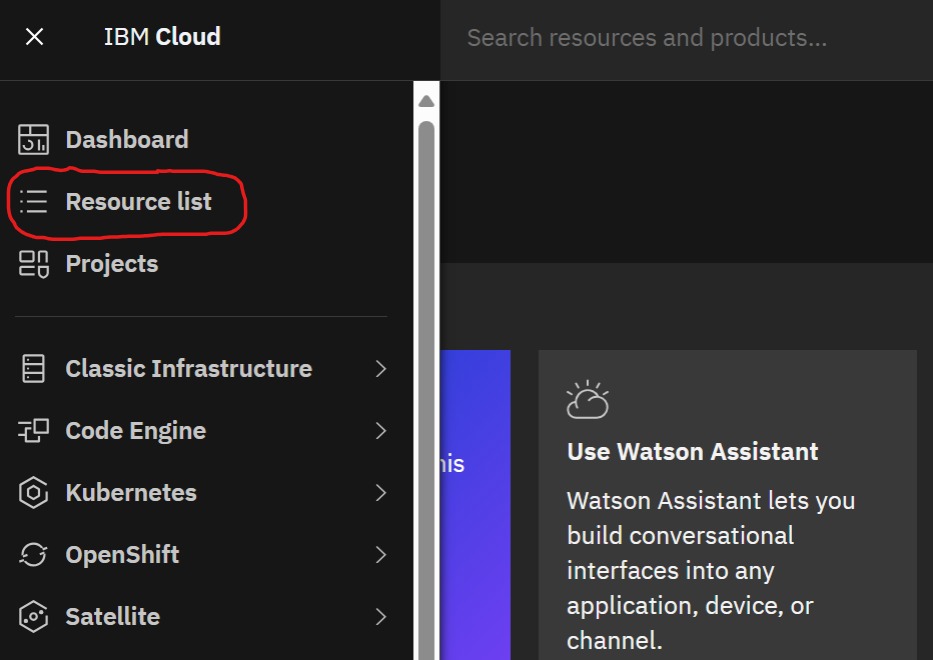 IBM Cloud
Search resources and products...
Dashboard
Resource list
Projects
Classic Infrastructure
Code Engine
Kubernetes
OpenShift
Satellite
Use Watson Assistant
Watson Assistant lets you
build conversational
interfaces into any
application, device, or
channel.